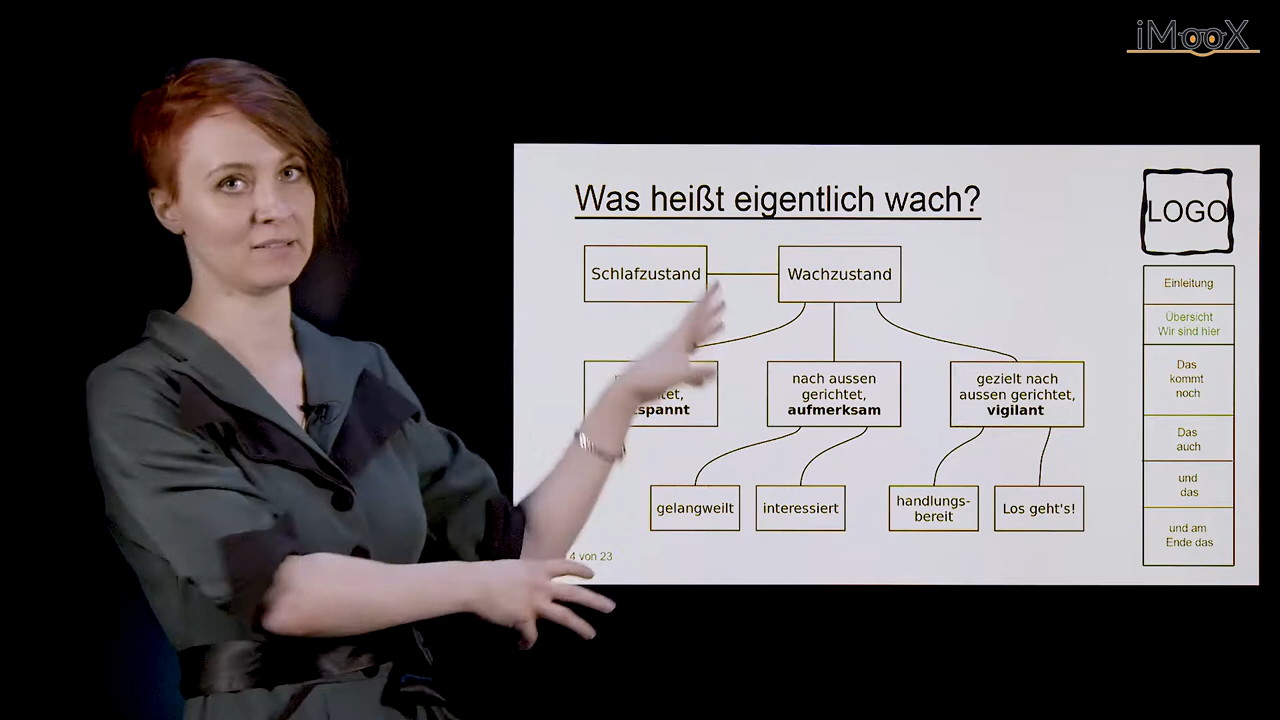 iMooX
Was heißt eigentlich wach?
LOGO
Schlafzustand
Wachzustand
nach aussen
gerichtet,
aufmerksam
gezielt nach
aussen gerichtet,
vigilant
gelangweilt
interessiert
handlungs-
bereit
Los geht's!
4 von 23
Einleitung
Übersicht
Wir sind hier
Das
kommt
noch
Das
auch
und
das
und am
Ende das